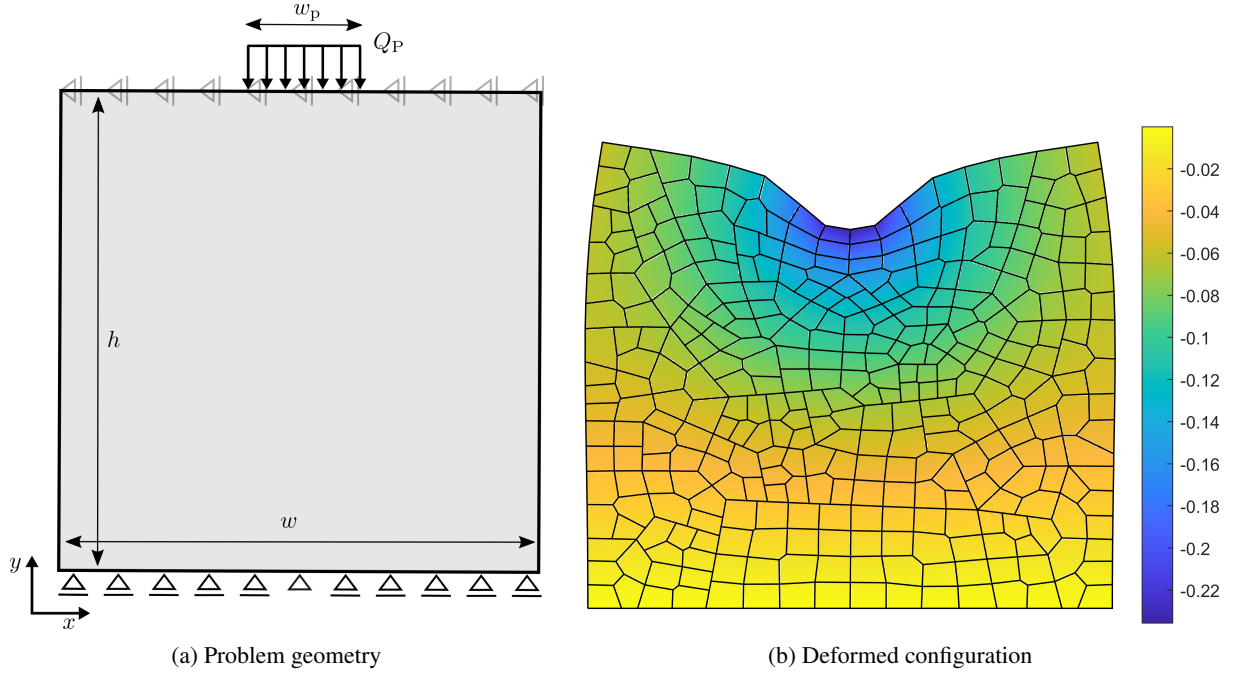 w_p
Q_P
h
w
y
x
(a) Problem geometry
-0.02
-0.04
-0.06
-0.08
-0.1
-0.12
-0.14
-0.16
-0.18
-0.2
-0.22
(b) Deformed configuration